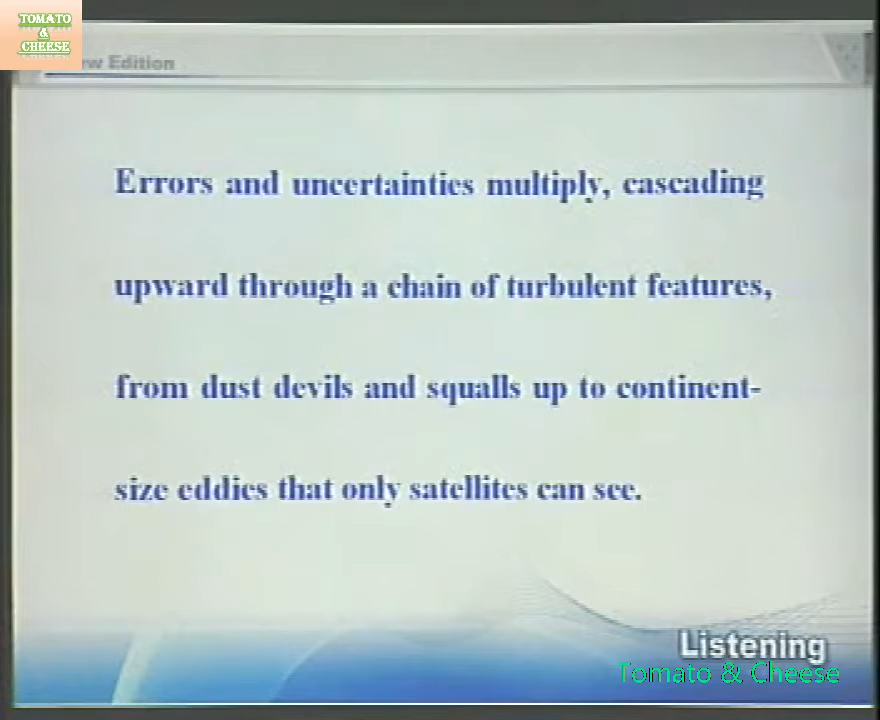 TOMATO
&
CHEESE
ew Edition
Errors and uncertainties multiply, cascading
upward through a chain of turbulent features,
from dust devils and squalls up to continent-
size eddies that only satellites can see.
Listening
Tomato & Cheese